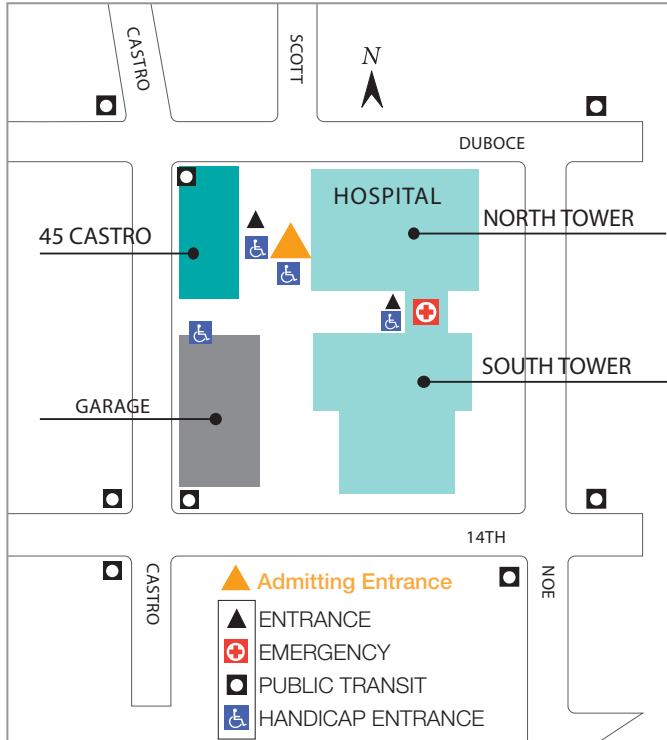 CASTRO
SCOTT
N
DUBOCE
HOSPITAL
NORTH TOWER
45 CASTRO
SOUTH TOWER
GARAGE
14TH
CASTRO
NOE
Admitting Entrance
ENTRANCE
EMERGENCY
PUBLIC TRANSIT
HANDICAP ENTRANCE